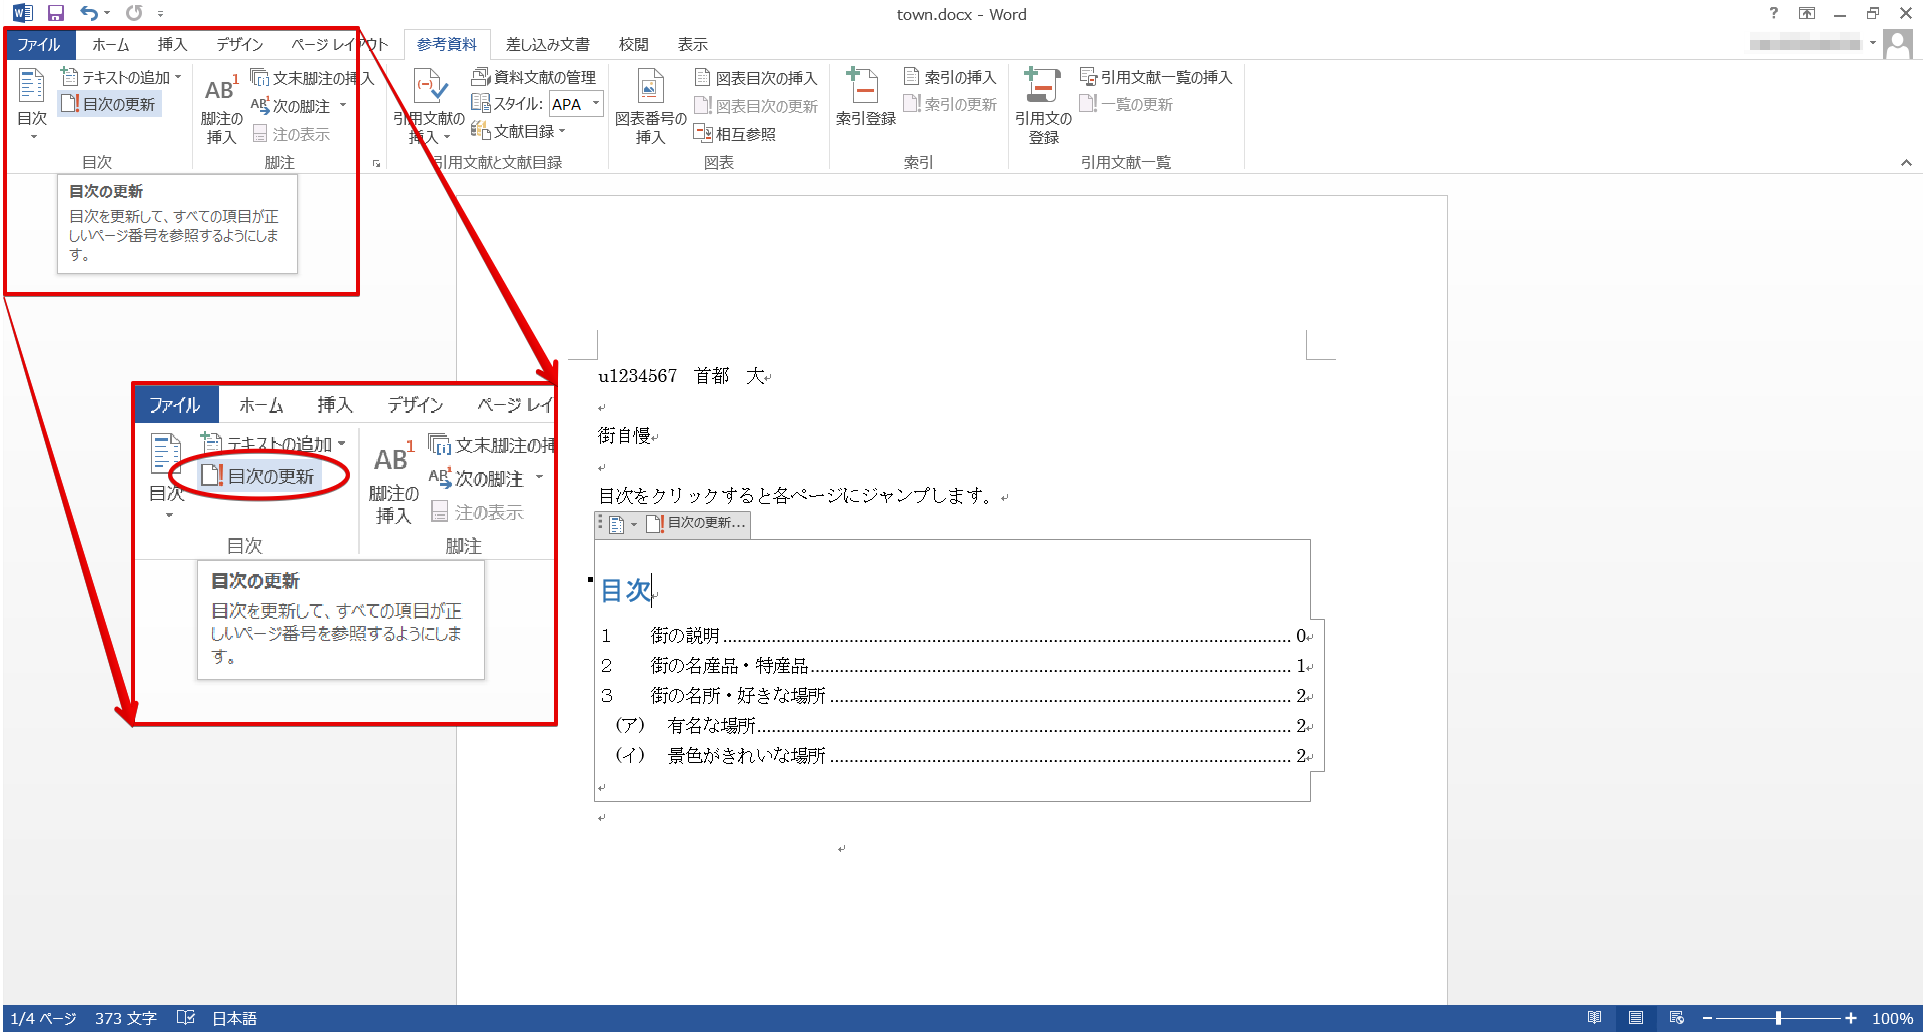 town.docx - Word
?
ファイル ホーム 挿入 デザイン ページ レイアウト 参考資料 差し込み文書 校閲 表示
目次
テキストの追加
目次の更新
目次
AB1
脚注の
挿入
文末脚注の挿入
次の脚注
注の表示
脚注
引用文献の
挿入
資料文献の管理
スタイル: APA
文献目録
引用文献と文献目録
図表番号の
挿入
図表目次の挿入
図表目次の更新
相互参照
図表
索引登録
索引の挿入
索引の更新
索引
引用文の
登録
引用文献一覧の挿入
一覧の更新
引用文献一覧
目次の更新
目次を更新して、すべての項目が正
しいページ番号を参照するようにしま
す。
ファイル ホーム 挿入 デザイン ページ レイ
目次
テキストの追加
目次の更新
目次
AB1
脚注の
挿入
文末脚注の挿
次の脚注
注の表示
脚注
目次の更新
目次を更新して、すべての項目が正
しいページ番号を参照するようにしま
す。
u1234567 首都 大
街自慢
目次をクリックすると各ページにジャンプします。
目次の更新...
目次
1 街の説明 0
2 街の名産品・特産品 1
3 街の名所・好きな場所 2
(ア) 有名な場所 2
(イ) 景色がきれいな場所 2
1/4 ページ 373 文字 日本語 100%